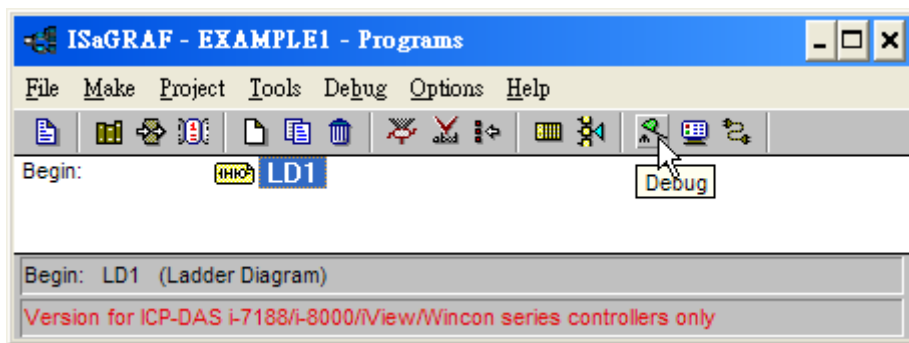 ISaGRAF - EXAMPLE1 - Programs
File Make Project Tools Debug Options Help
Begin: LD1
Debug
Begin: LD1 (Ladder Diagram)
Version for ICP-DAS i-7188/i-8000/iView/Wincon series controllers only